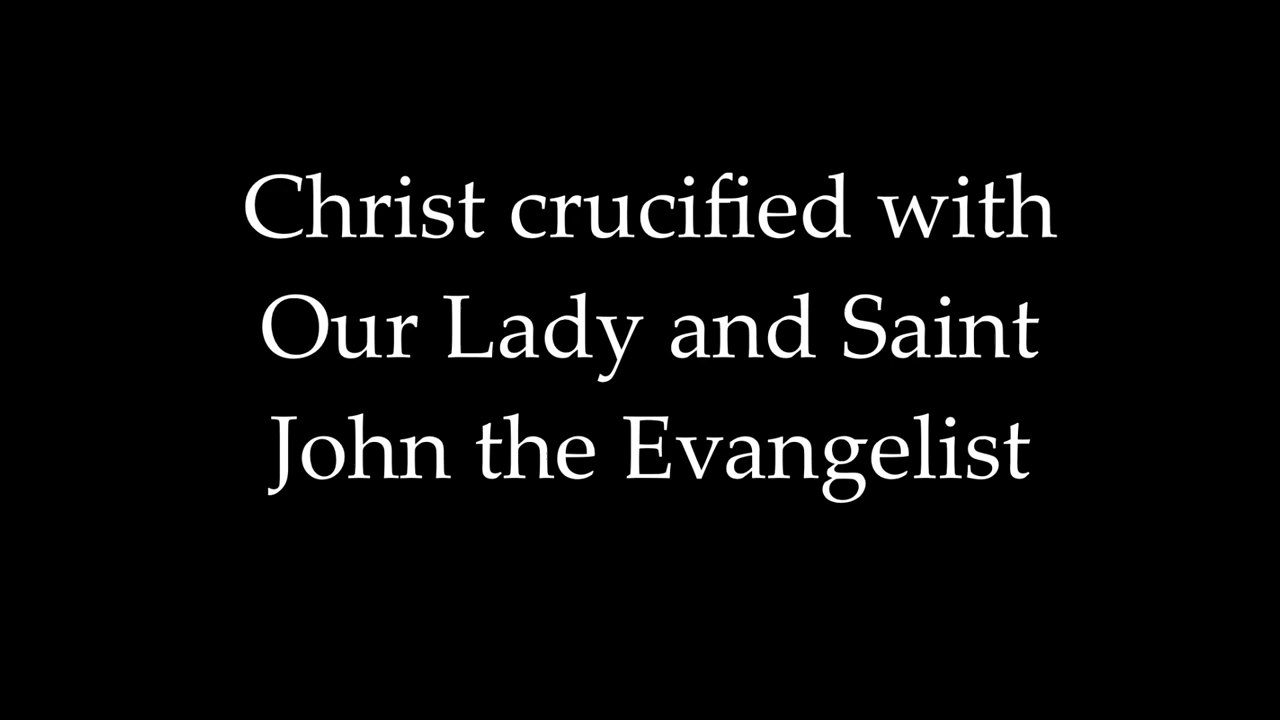 Christ crucified with
Our Lady and Saint
John the Evangelist